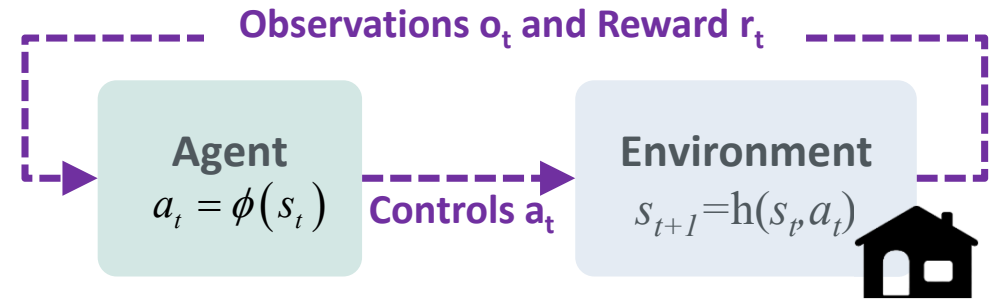 Observations oₜ and Reward rₜ
Agent
aₜ = ϕ(sₜ)
Controls aₜ
Environment
sₜ₊₁=h(sₜ,aₜ)